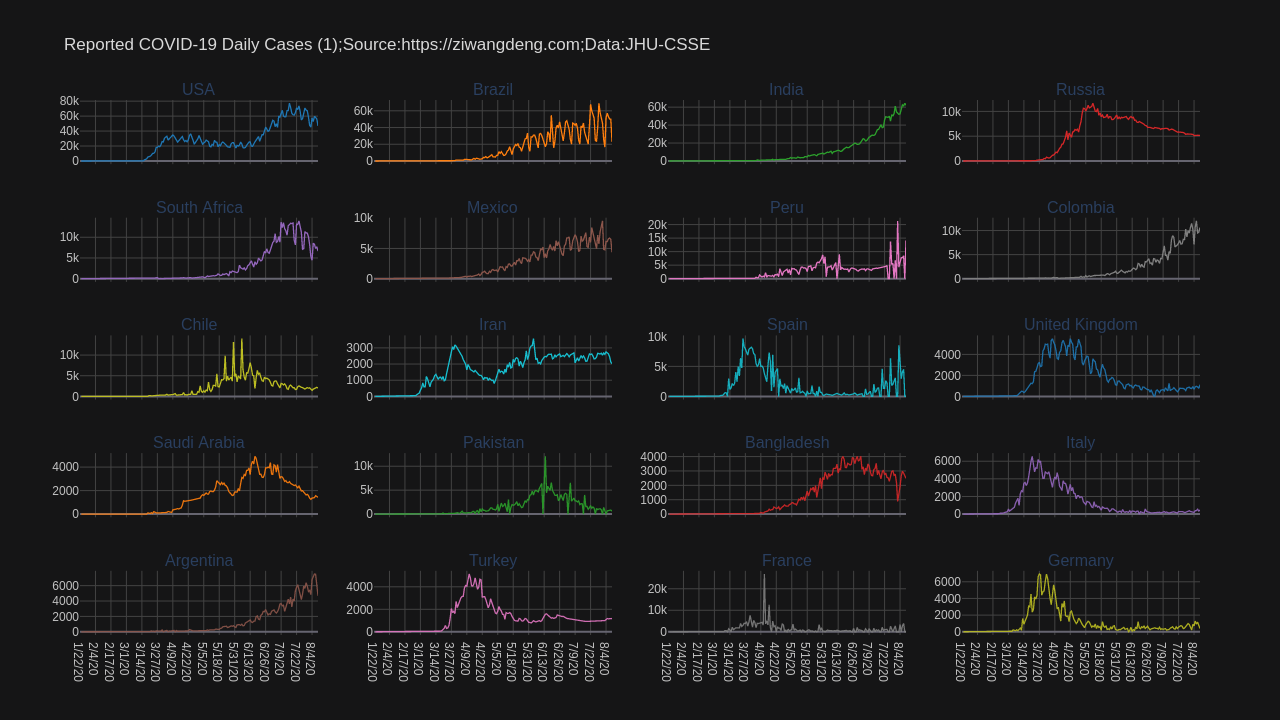 Reported COVID-19 Daily Cases (1);Source:https://ziwangdeng.com;Data:JHU-CSSE
USA Brazil India Russia
80k 60k 40k 20k 0
60k 40k 20k 0
60k 40k 20k 0
10k 5k 0
South Africa Mexico Peru Colombia
10k 5k 0
10k 5k 0
20k 15k 10k 5k 0
10k 5k 0
Chile Iran Spain United Kingdom
10k 5k 0
3000 2000 1000 0
10k 5k 0
4000 2000 0
Saudi Arabia Pakistan Bangladesh Italy
4000 2000 0
10k 5k 0
4000 3000 2000 1000 0
6000 4000 2000 0
Argentina Turkey France Germany
6000 4000 2000 0
4000 2000 0
20k 10k 0
6000 4000 2000 0
1/22/20 2/4/20 2/17/20 3/1/20 3/14/20 3/27/20 4/9/20 4/22/20 5/5/20 5/18/20 5/31/20 6/13/20 6/26/20 7/9/20 7/22/20 8/4/20
1/22/20 2/4/20 2/17/20 3/1/20 3/14/20 3/27/20 4/9/20 4/22/20 5/5/20 5/18/20 5/31/20 6/13/20 6/26/20 7/9/20 7/22/20 8/4/20
1/22/20 2/4/20 2/17/20 3/1/20 3/14/20 3/27/20 4/9/20 4/22/20 5/5/20 5/18/20 5/31/20 6/13/20 6/26/20 7/9/20 7/22/20 8/4/20
1/22/20 2/4/20 2/17/20 3/1/20 3/14/20 3/27/20 4/9/20 4/22/20 5/5/20 5/18/20 5/31/20 6/13/20 6/26/20 7/9/20 7/22/20 8/4/20